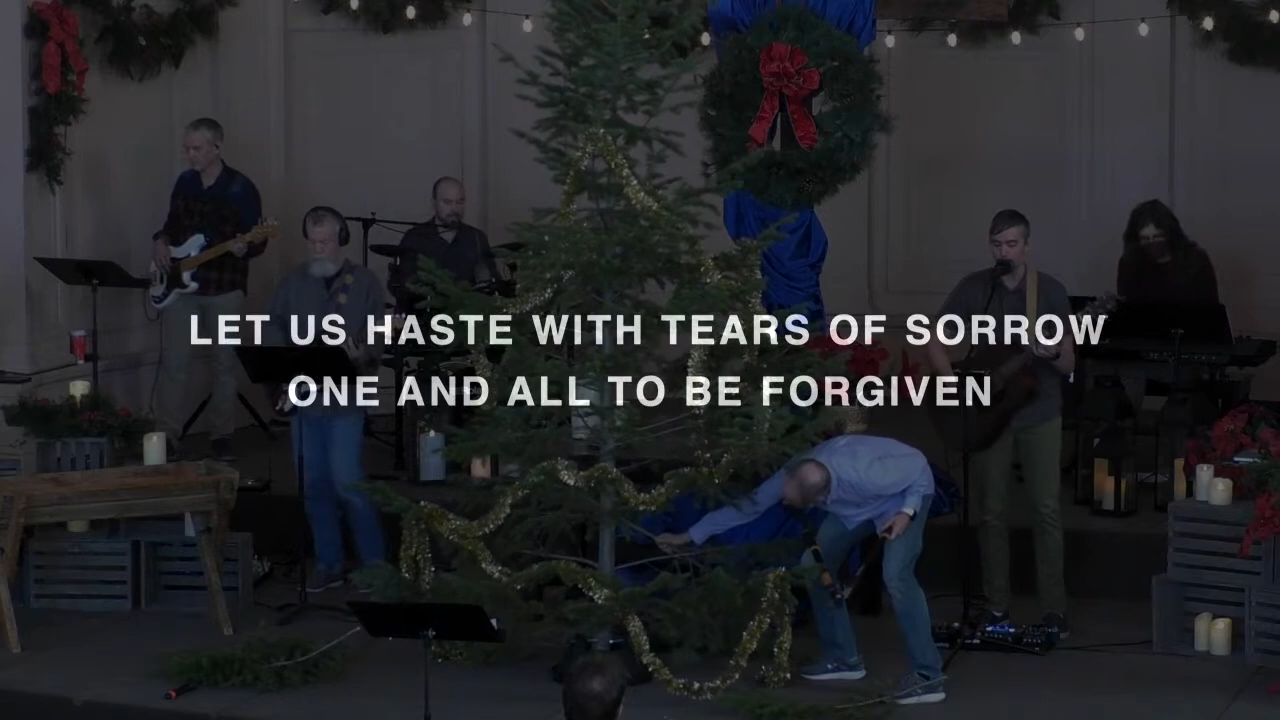 LET US HASTE WITH TEARS OF SORROW
ONE AND ALL TO BE FORGIVEN